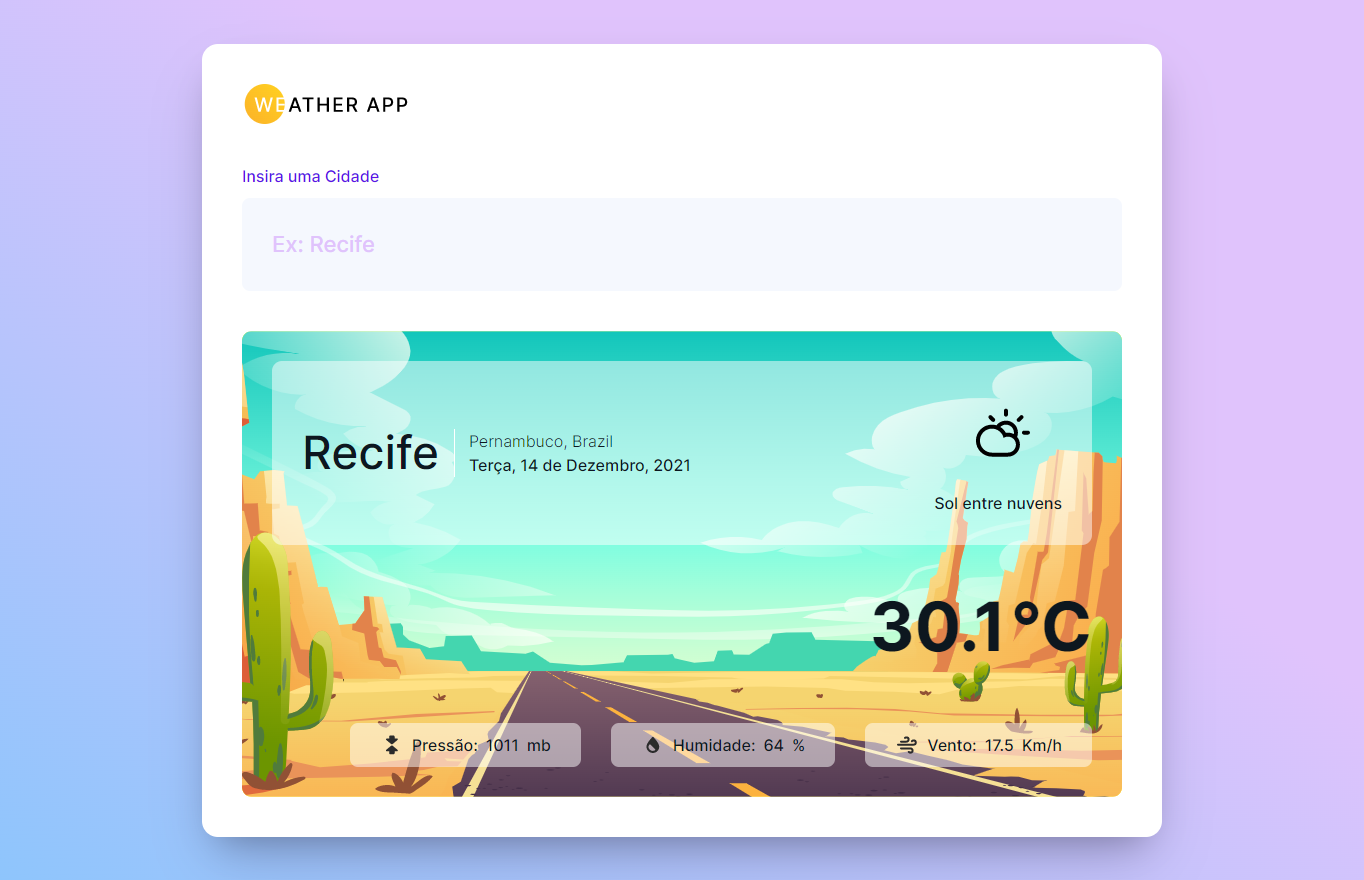 WEATHER APP
Insira uma Cidade
Ex: Recife
Recife
Pernambuco, Brazil
Terça, 14 de Dezembro, 2021
Sol entre nuvens
30.1°C
Pressão: 1011 mb
Humidade: 64 %
Vento: 17.5 Km/h